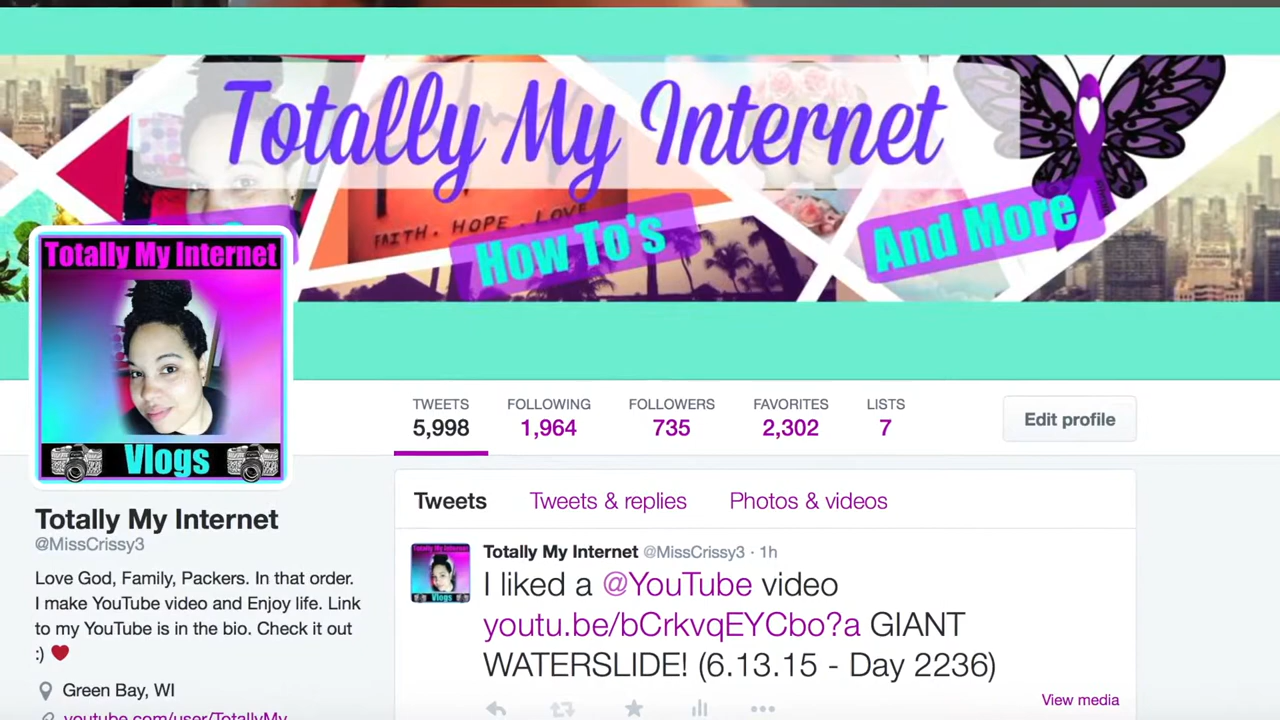 Totally My Internet
FAITH. HOPE. LOVE
How To's
And More
Totally My Internet
Vlogs
TWEETS
5,998
FOLLOWING
1,964
FOLLOWERS
735
FAVORITES
2,302
LISTS
7
Edit profile
Totally My Internet
@MissCrissy3
Love God, Family, Packers. In that order.
I make YouTube video and Enjoy life. Link
to my YouTube is in the bio. Check it out
:) ❤️
Green Bay, WI
youtube.com/user/TotallyMy
Tweets Tweets & replies Photos & videos
Totally My Internet @MissCrissy3 · 1h
I liked a @YouTube video
youtu.be/bCrkvqEYCbo?a GIANT
WATERSLIDE! (6.13.15 - Day 2236)
View media